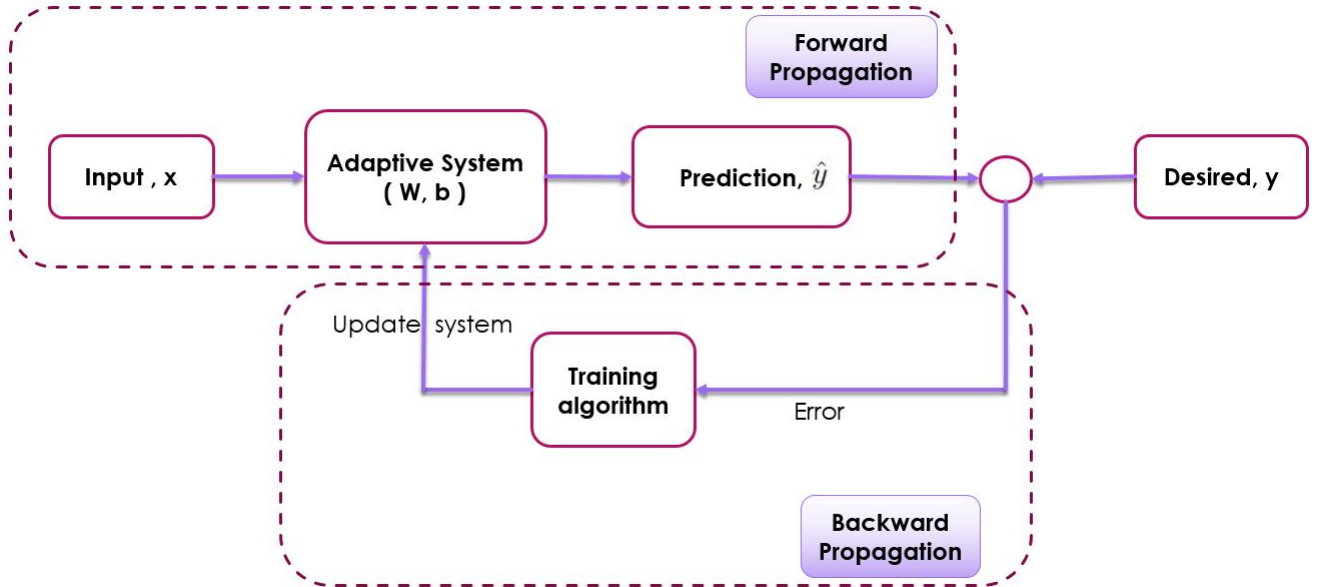 Forward
Propagation
Input , x
Adaptive System
( W, b )
Prediction, ŷ
Desired, y
Update system
Training
algorithm
Error
Backward
Propagation